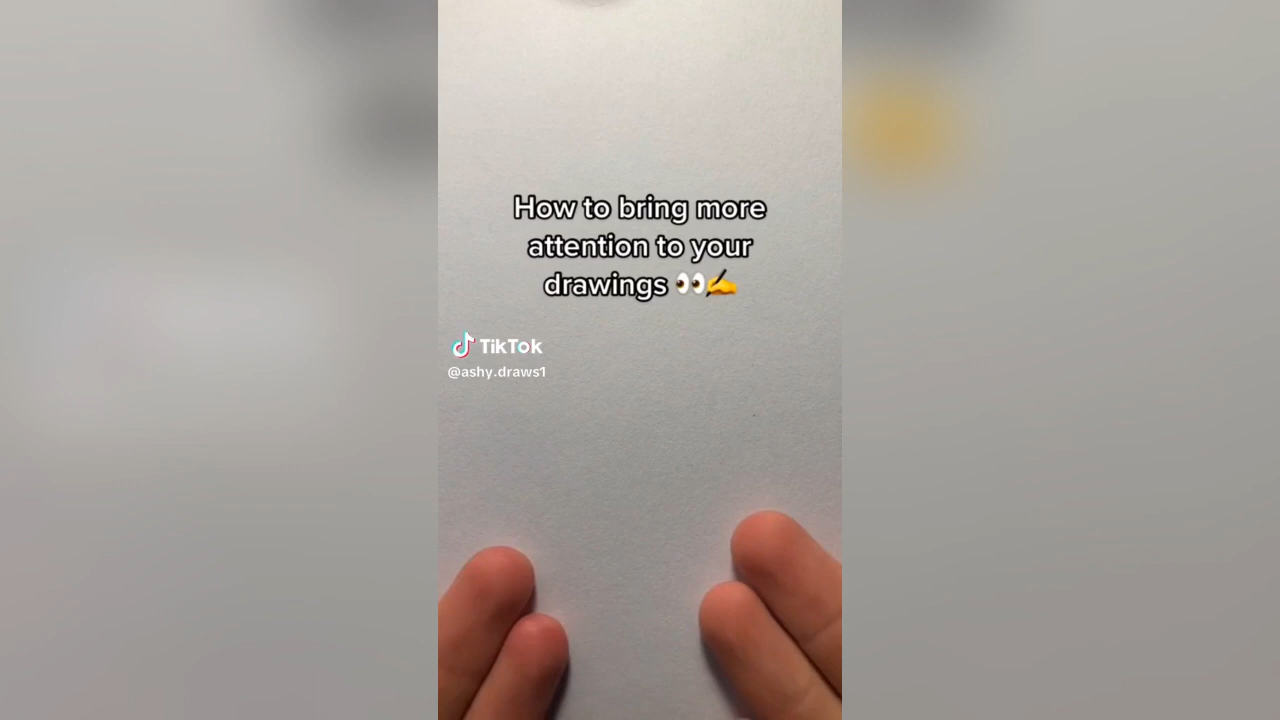 How to bring more
attention to your
drawings 👀✍️
TikTok
@ashy.draws1